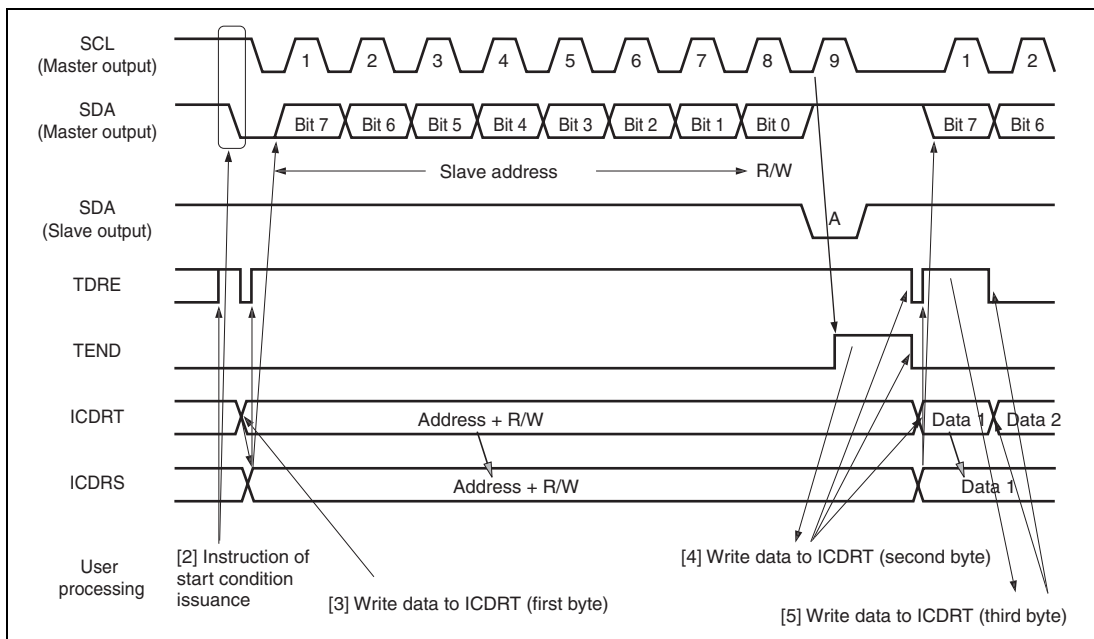 SCL
(Master output)
1 2 3 4 5 6 7 8 9 1 2
SDA
(Master output)
Bit 7 Bit 6 Bit 5 Bit 4 Bit 3 Bit 2 Bit 1 Bit 0 Bit 7 Bit 6
Slave address R/W
SDA
(Slave output)
A
TDRE
TEND
ICDRT
Address + R/W Data 1 Data 2
ICDRS
Address + R/W Data 1
User
processing
[2] Instruction of
start condition
issuance
[3] Write data to ICDRT (first byte)
[4] Write data to ICDRT (second byte)
[5] Write data to ICDRT (third byte)